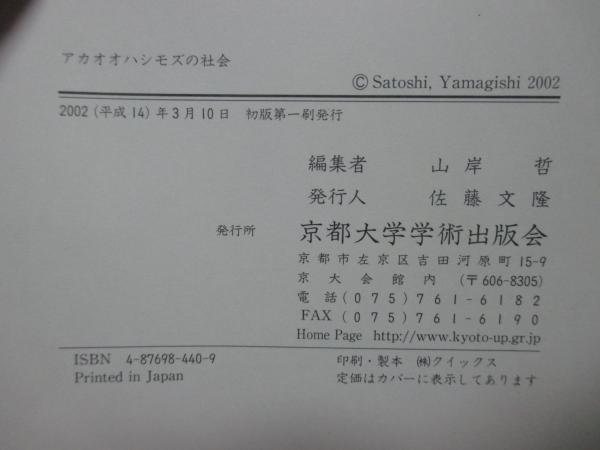 アカオオハシモズの社会
© Satoshi, Yamagishi 2002
2002 (平成14) 年3月10日 初版第一刷発行
編集者 山岸 哲
発行人 佐藤文隆
発行所 京都大学学術出版会
京都市左京区吉田河原町15-9
京大会館内 (〒606-8305)
電話(075)761-6182
FAX (075)761-6190
Home Page http://www.kyoto-up.gr.jp
ISBN 4-87698-440-9
Printed in Japan
印刷・製本 ㈱クイックス
定価はカバーに表示してあります